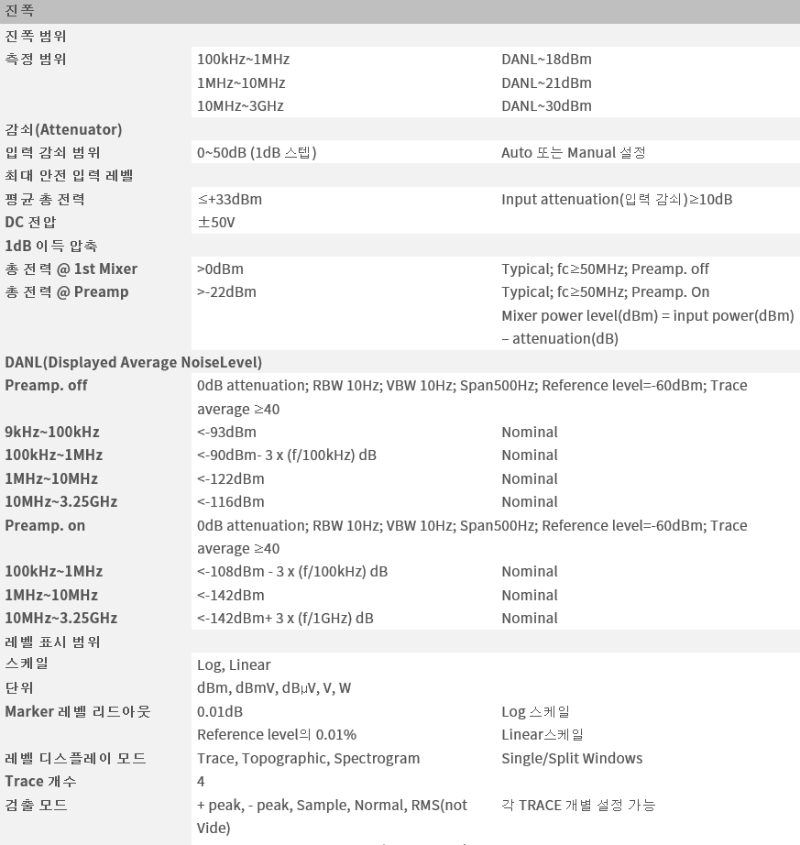 진폭
진폭 범위
측정 범위 100kHz~1MHz DANL~18dBm
1MHz~10MHz DANL~21dBm
10MHz~3GHz DANL~30dBm
감쇠(Attenuator)
입력 감쇠 범위 0~50dB (1dB 스텝) Auto 또는 Manual 설정
최대 안전 입력 레벨
평균 총 전력 ≤+33dBm Input attenuation(입력 감쇠)≥10dB
DC 전압 ±50V
1dB 이득 압축
총 전력 @ 1st Mixer >0dBm Typical; fc≥50MHz; Preamp. off
총 전력 @ Preamp >-22dBm Typical; fc≥50MHz; Preamp. On
Mixer power level(dBm) = input power(dBm)
– attenuation(dB)
DANL(Displayed Average NoiseLevel)
Preamp. off 0dB attenuation; RBW 10Hz; VBW 10Hz; Span500Hz; Reference level=-60dBm; Trace
average ≥40
9kHz~100kHz <-93dBm Nominal
100kHz~1MHz <-90dBm- 3 x (f/100kHz) dB Nominal
1MHz~10MHz <-122dBm Nominal
10MHz~3.25GHz <-116dBm Nominal
Preamp. on 0dB attenuation; RBW 10Hz; VBW 10Hz; Span500Hz; Reference level=-60dBm; Trace
average ≥40
100kHz~1MHz <-108dBm - 3 x (f/100kHz) dB Nominal
1MHz~10MHz <-142dBm Nominal
10MHz~3.25GHz <-142dBm+ 3 x (f/1GHz) dB Nominal
레벨 표시 범위
스케일 Log, Linear
단위 dBm, dBmV, dBμV, V, W
Marker 레벨 리드아웃 0.01dB Log 스케일
Reference level의 0.01% Linear스케일
레벨 디스플레이 모드 Trace, Topographic, Spectrogram Single/Split Windows
Trace 개수 4
검출 모드 + peak, - peak, Sample, Normal, RMS(not 각 TRACE 개별 설정 가능
Vide)